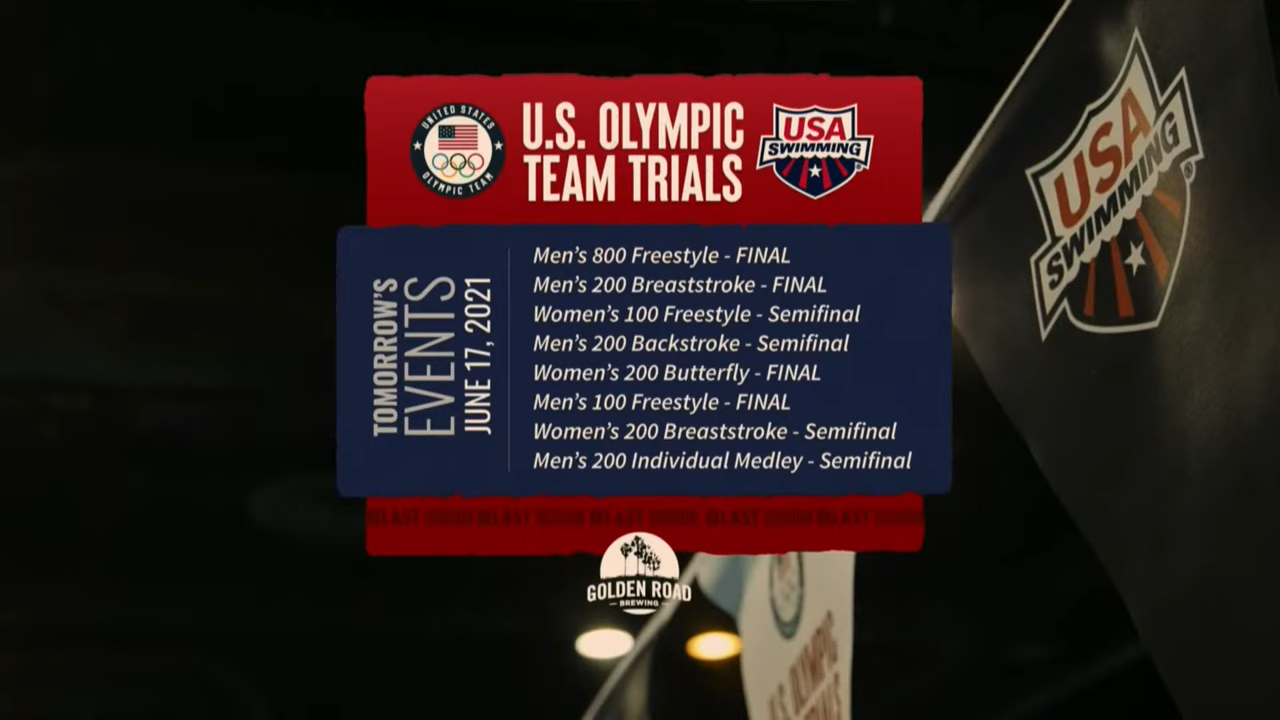 UNITED STATES
OLYMPIC TEAM
U.S. OLYMPIC
TEAM TRIALS
USA
SWIMMING
TOMORROW'S
EVENTS
JUNE 17, 2021
Men's 800 Freestyle - FINAL
Men's 200 Breaststroke - FINAL
Women's 100 Freestyle - Semifinal
Men's 200 Backstroke - Semifinal
Women's 200 Butterfly - FINAL
Men's 100 Freestyle - FINAL
Women's 200 Breaststroke - Semifinal
Men's 200 Individual Medley - Semifinal
GOLDEN ROAD
BREWING
USA
SWIMMING
U.S. OLYMPIC